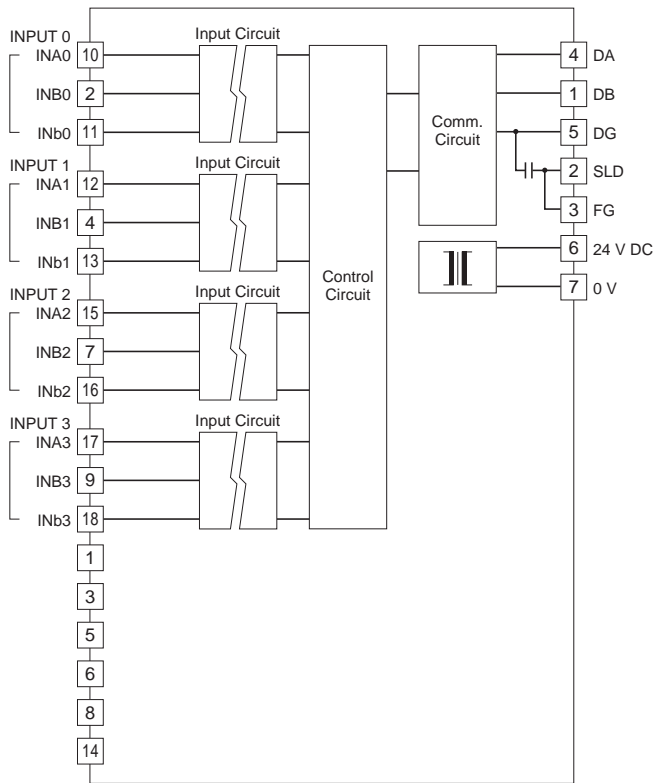 INPUT 0
INA0 10
INB0 2
INb0 11
Input Circuit
INPUT 1
INA1 12
INB1 4
INb1 13
Input Circuit
INPUT 2
INA2 15
INB2 7
INb2 16
Input Circuit
INPUT 3
INA3 17
INB3 9
INb3 18
Input Circuit
1
3
5
6
8
14
Control
Circuit
Comm.
Circuit
4 DA
1 DB
5 DG
2 SLD
3 FG
6 24 V DC
7 0 V